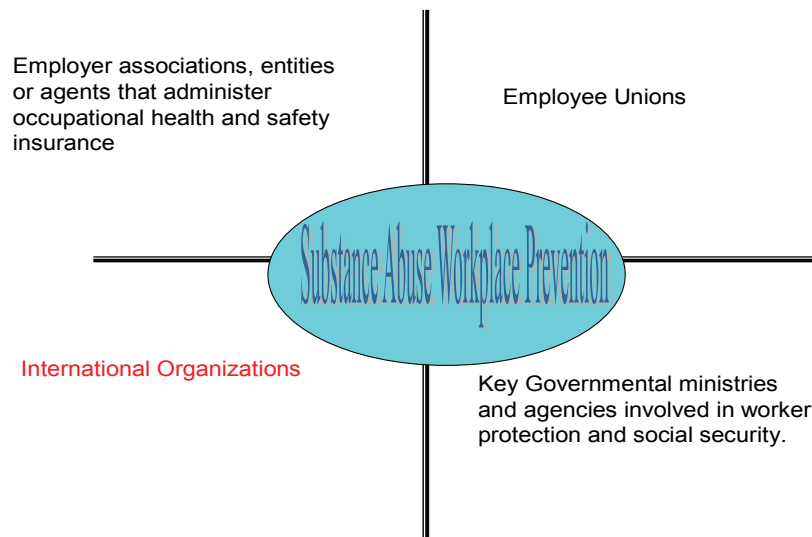 Employer associations, entities
or agents that administer
occupational health and safety
insurance
Employee Unions
Substance Abuse Workplace Prevention
International Organizations
Key Governmental ministries
and agencies involved in worker
protection and social security.